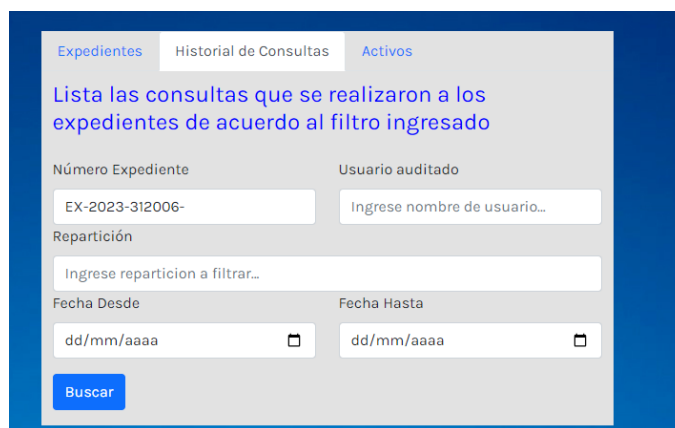 Expedientes Historial de Consultas Activos
Lista las consultas que se realizaron a los
expedientes de acuerdo al filtro ingresado
Número Expediente Usuario auditado
EX-2023-312006- Ingrese nombre de usuario...
Repartición
Ingrese reparticion a filtrar...
Fecha Desde Fecha Hasta
dd/mm/aaaa dd/mm/aaaa
Buscar